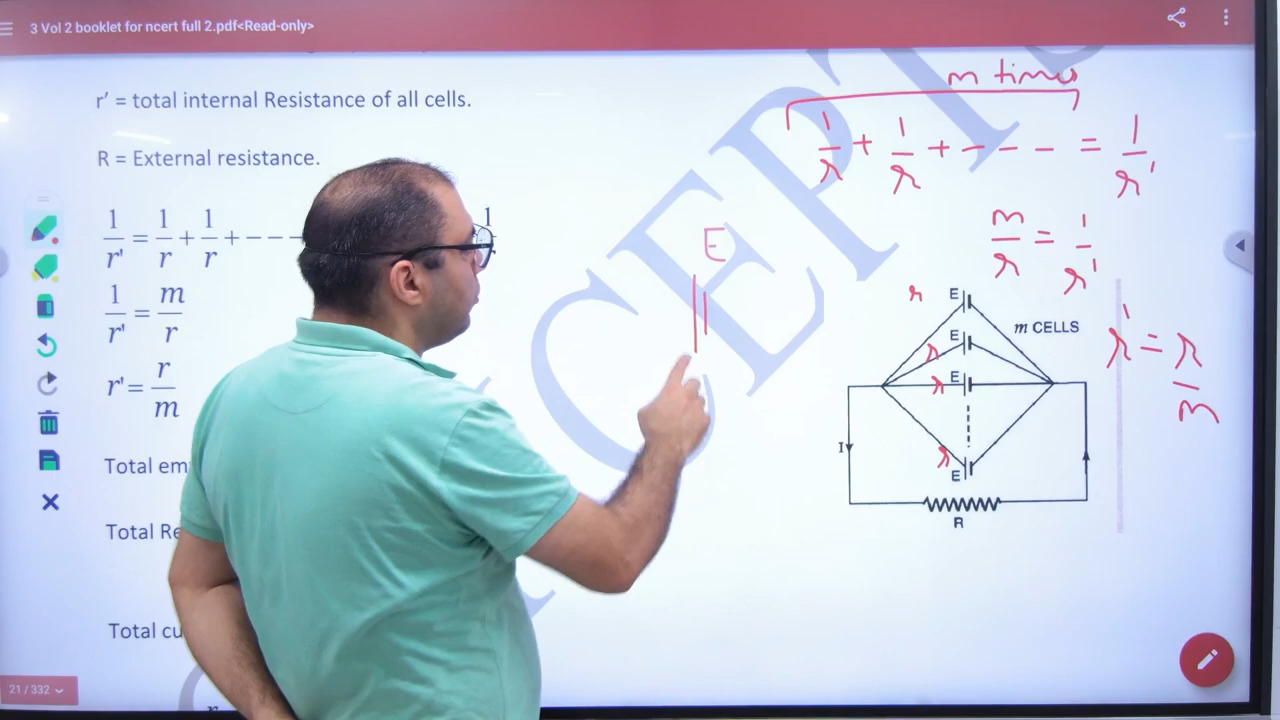 3 Vol 2 booklet for ncert full 2.pdf<Read-only>
r’ = total internal Resistance of all cells.
R = External resistance.
1/r' = 1/r + 1/r + - - -
1
1/r' = m/r
r' = r/m
Total em
Total Re
Total cu
m times
1/r + 1/r + - - - = 1/r'
m/r = 1/r'
r' = r/m
E
r
E
m CELLS
E
r
E
r
r
E
I
R
21 / 332